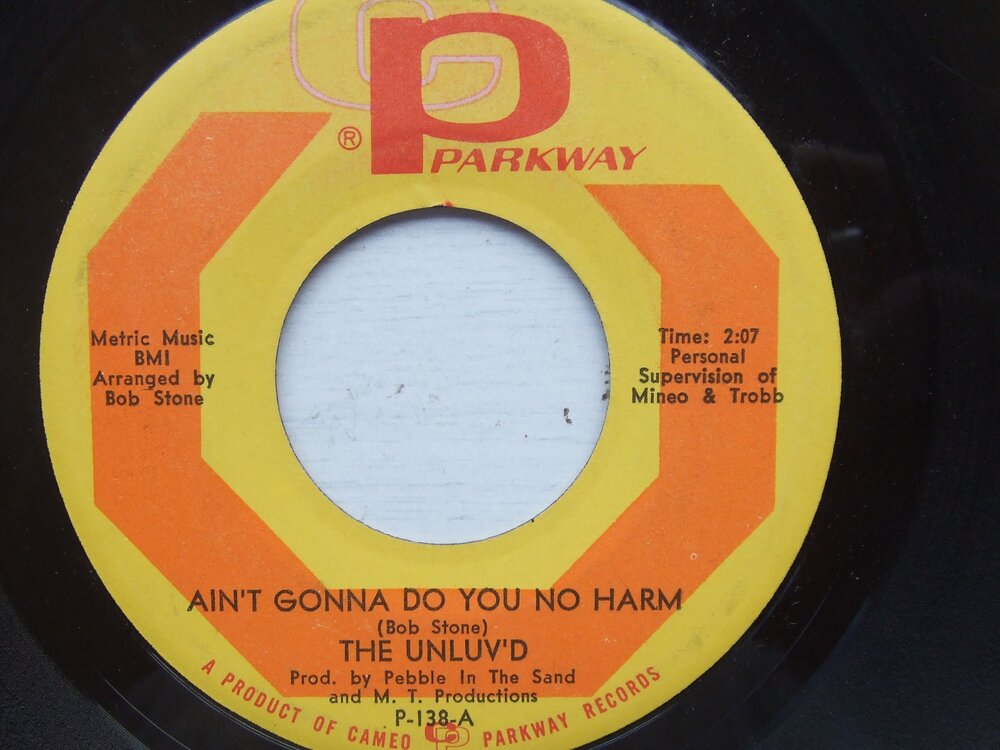 CP
PARKWAY
®
Metric Music
BMI
Arranged by
Bob Stone
Time: 2:07
Personal
Supervision of
Mineo & Trobb
AIN'T GONNA DO YOU NO HARM
(Bob Stone)
THE UNLUV'D
Prod. by Pebble In The Sand
and M. T. Productions
P-138-A
A PRODUCT OF CAMEO CP PARKWAY RECORDS